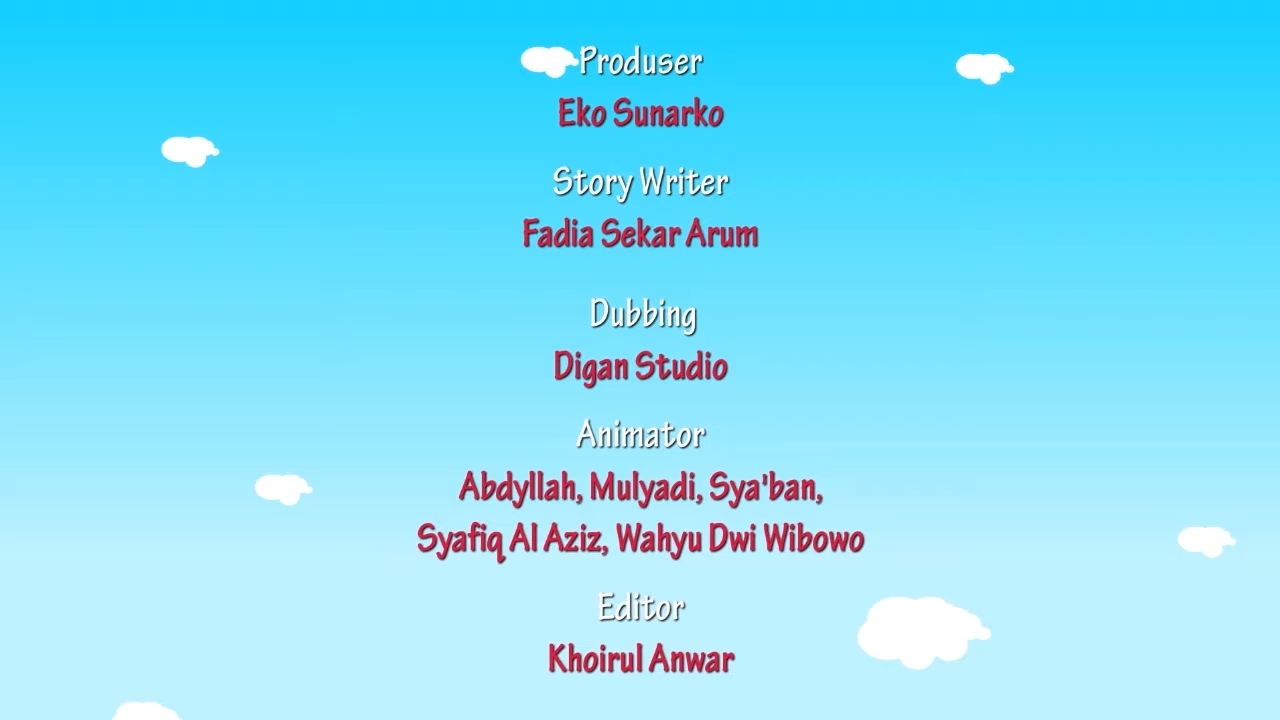 Produser
Eko Sunarko
Story Writer
Fadia Sekar Arum
Dubbing
Digan Studio
Animator
Abdyllah, Mulyadi, Sya'ban,
Syafiq Al Aziz, Wahyu Dwi Wibowo
Editor
Khoirul Anwar